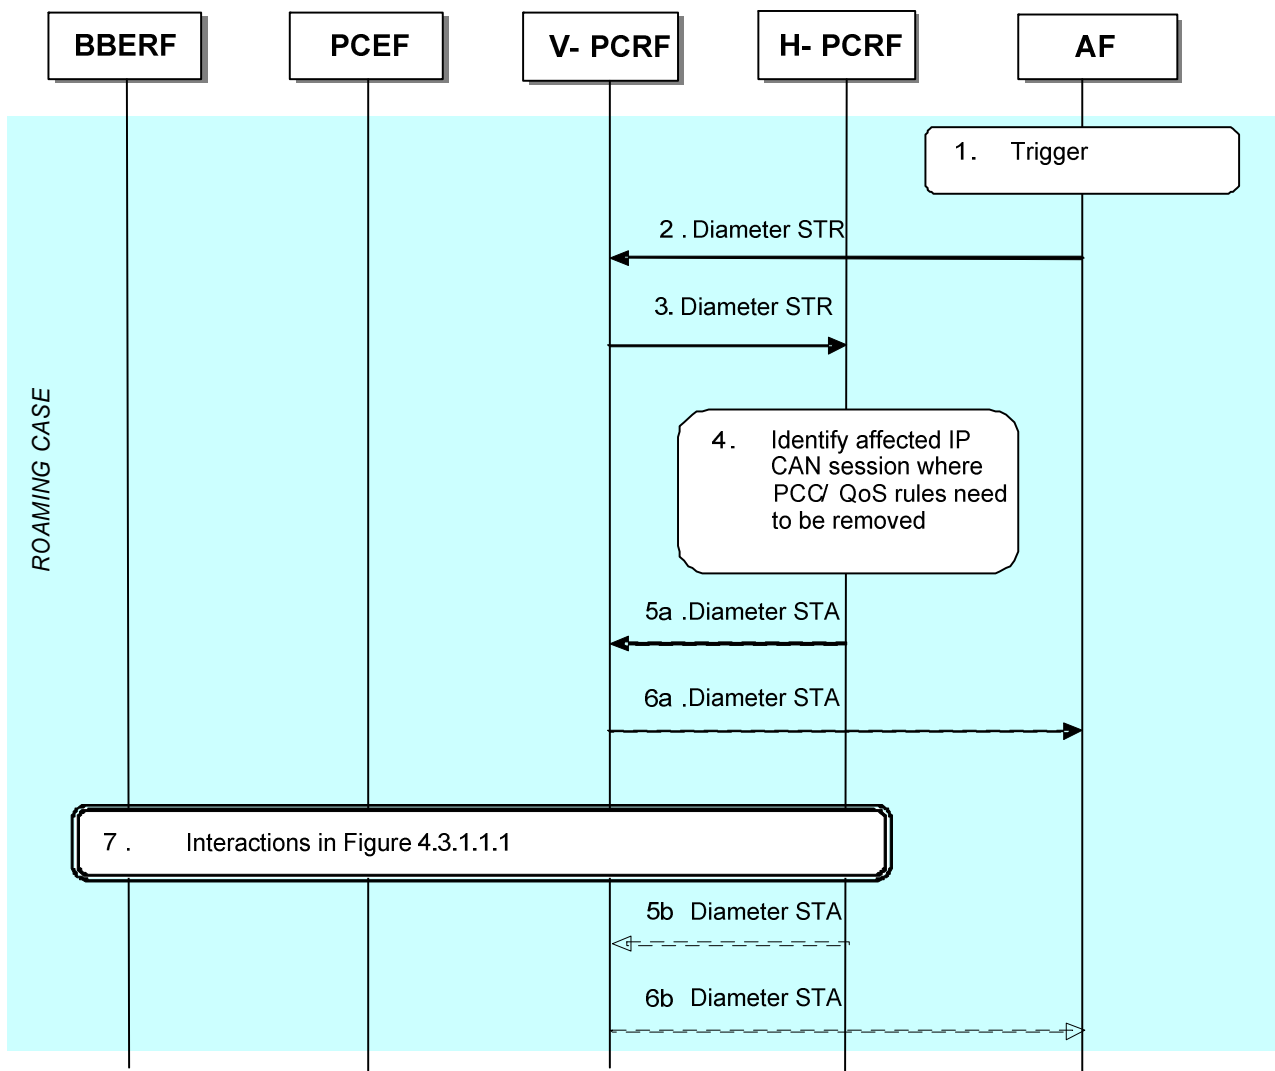 BBERF
PCEF
V- PCRF
H- PCRF
AF
1. Trigger
2 . Diameter STR
3. Diameter STR
ROAMING CASE
4. Identify affected IP
CAN session where
PCC/ QoS rules need
to be removed
5a .Diameter STA
6a .Diameter STA
7 . Interactions in Figure 4.3.1.1.1
5b Diameter STA
6b Diameter STA